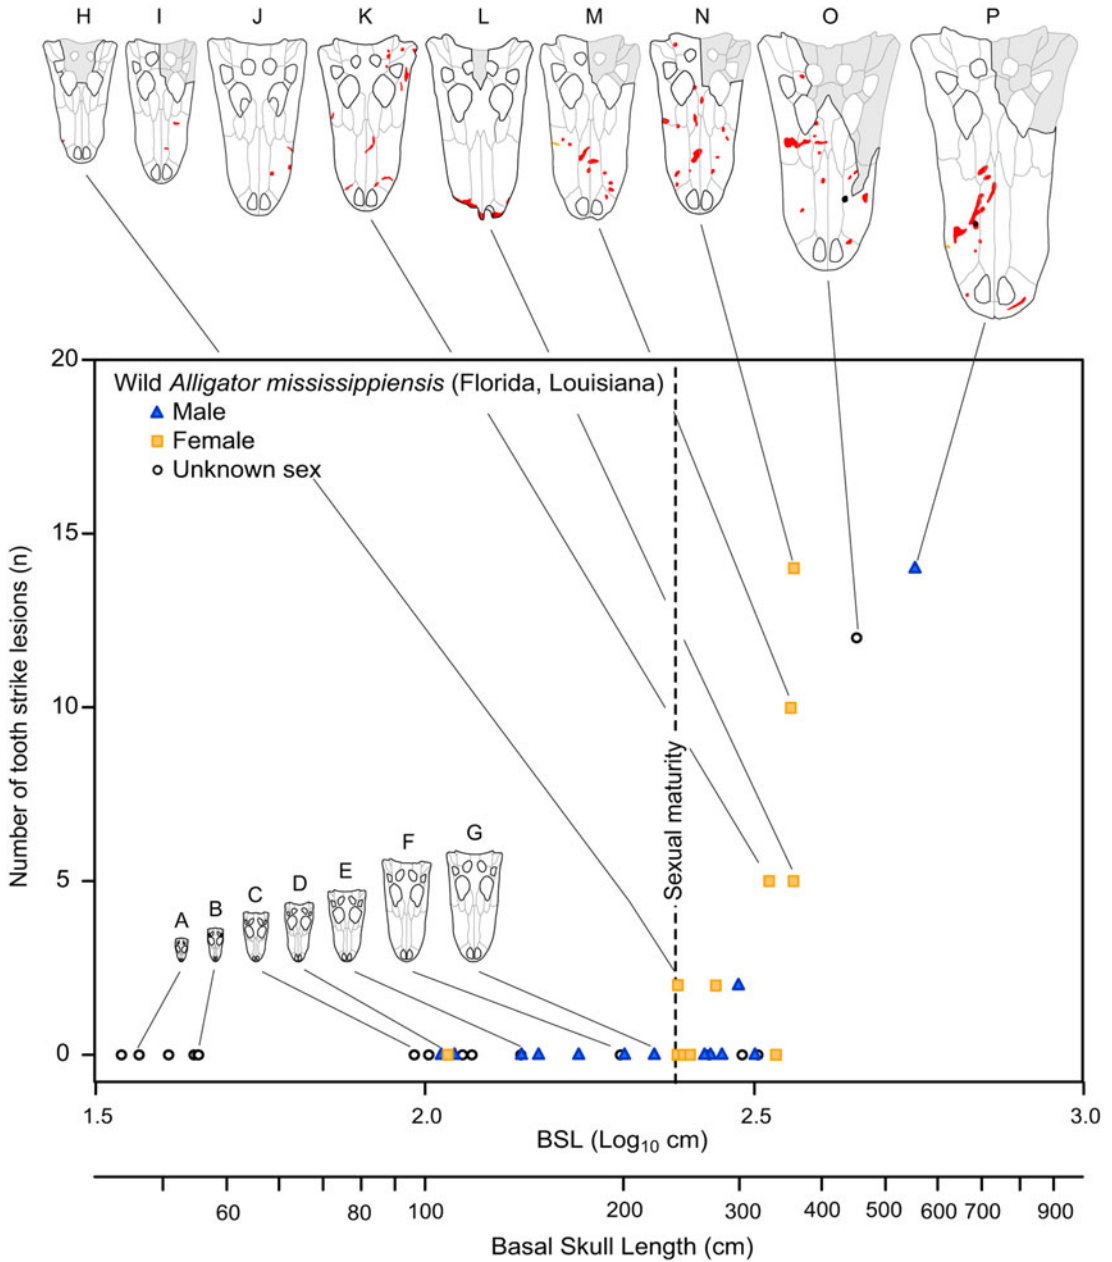 H I J K L M N O P
20
Wild Alligator mississippiensis (Florida, Louisiana)
Male
Female
Unknown sex
15
10
5
0
Number of tooth strike lesions (n)
Sexual maturity
A B C D E F G
1.5 2.0 2.5 3.0
BSL (Log10 cm)
60 80 100 200 300 400 500 600 700 900
Basal Skull Length (cm)